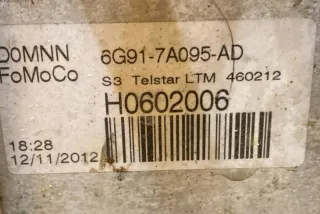 D0MNN 6G91-7A095-AD
FoMoCo S3 Telstar LTM 460212
H0602006
18:28
12/11/2012